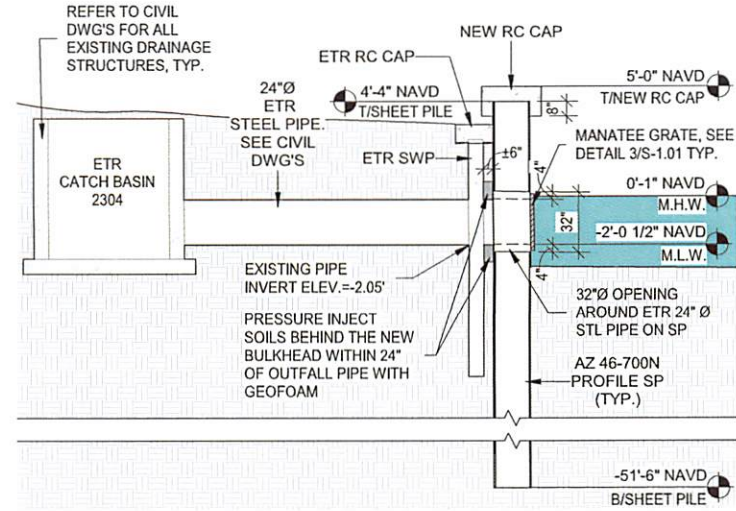 REFER TO CIVIL
DWG'S FOR ALL
EXISTING DRAINAGE
STRUCTURES, TYP.
ETR RC CAP
NEW RC CAP
24"Ø
ETR
STEEL PIPE.
SEE CIVIL
DWG'S
4'-4" NAVD
T/SHEET PILE
5'-0" NAVD
T/NEW RC CAP
8"
ETR SWP
±6"
4"
MANATEE GRATE, SEE
DETAIL 3/S-1.01 TYP.
ETR
CATCH BASIN
2304
0'-1" NAVD
M.H.W.
32"
-2'-0 1/2" NAVD
M.L.W.
4"
EXISTING PIPE
INVERT ELEV.=-2.05'
PRESSURE INJECT
SOILS BEHIND THE NEW
BULKHEAD WITHIN 24"
OF OUTFALL PIPE WITH
GEOFOAM
32"Ø OPENING
AROUND ETR 24" Ø
STL PIPE ON SP
AZ 46-700N
PROFILE SP
(TYP.)
-51'-6" NAVD
B/SHEET PILE